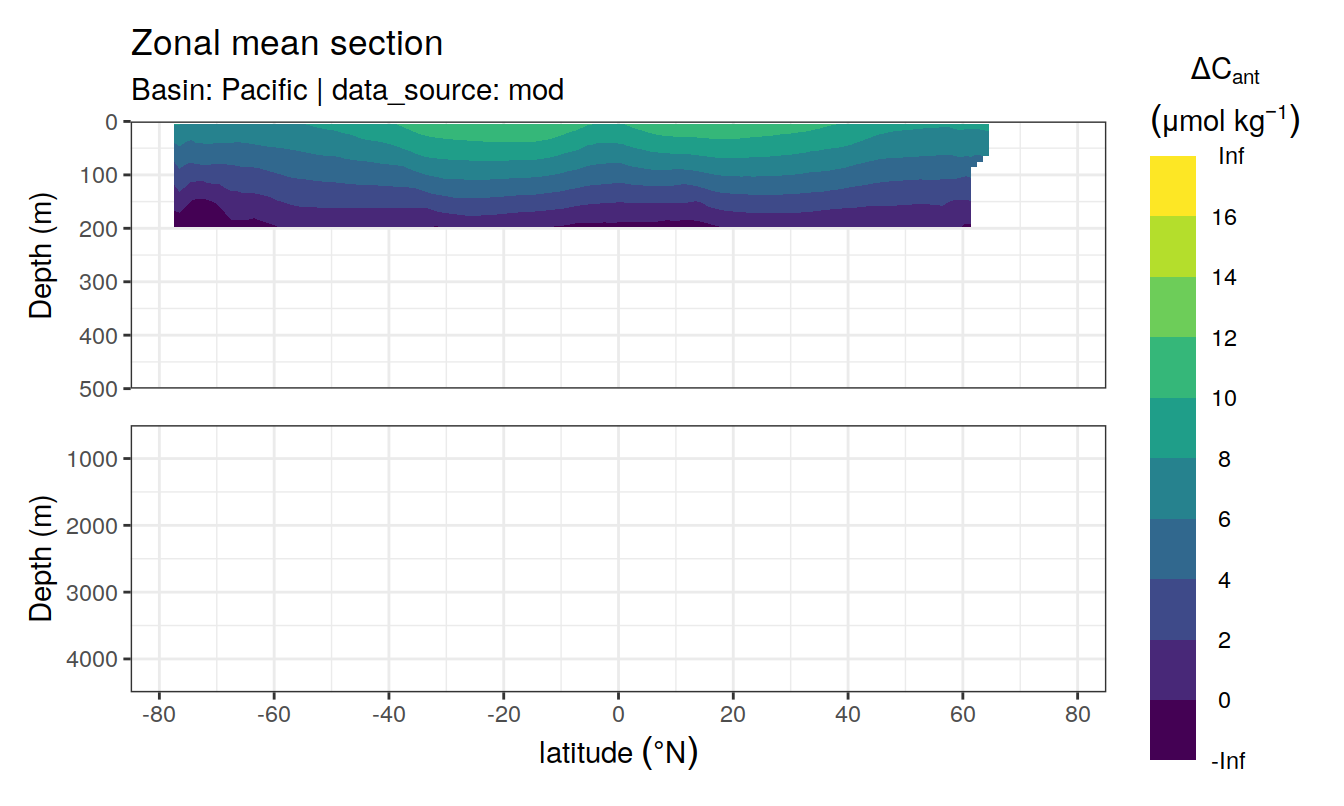 Zonal mean section
Basin: Pacific | data_source: mod
ΔCant
(μmol kg⁻¹)
Inf
16
14
12
10
8
6
4
2
0
-Inf
Depth (m)
0
100
200
300
400
500
Depth (m)
1000
2000
3000
4000
-80 -60 -40 -20 0 20 40 60 80
latitude (°N)